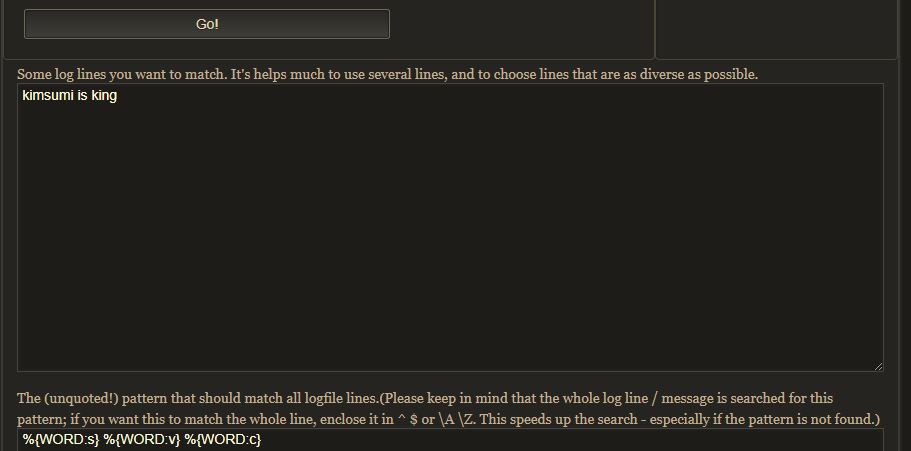 Go!
Some log lines you want to match. It's helps much to use several lines, and to choose lines that are as diverse as possible.
kimsumi is king
The (unquoted!) pattern that should match all logfile lines.(Please keep in mind that the whole log line / message is searched for this
pattern; if you want this to match the whole line, enclose it in ^ $ or \A \Z. This speeds up the search - especially if the pattern is not found.)
%{WORD:s} %{WORD:v} %{WORD:c}